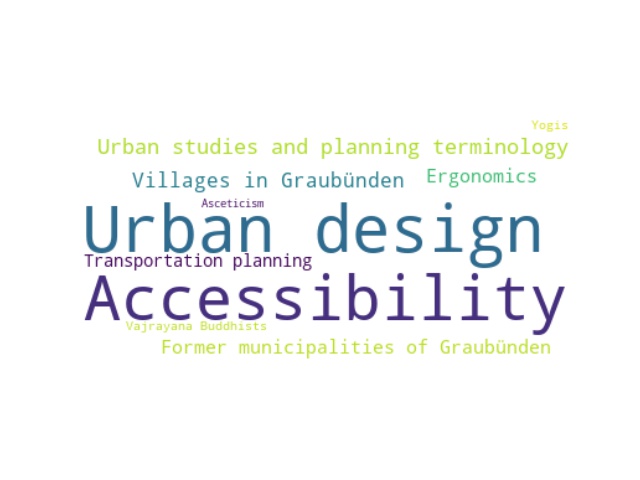 Yogis
Urban studies and planning terminology
Villages in Graubünden
Ergonomics
Asceticism
Urban design
Transportation planning
Accessibility
Vajrayana Buddhists
Former municipalities of Graubünden